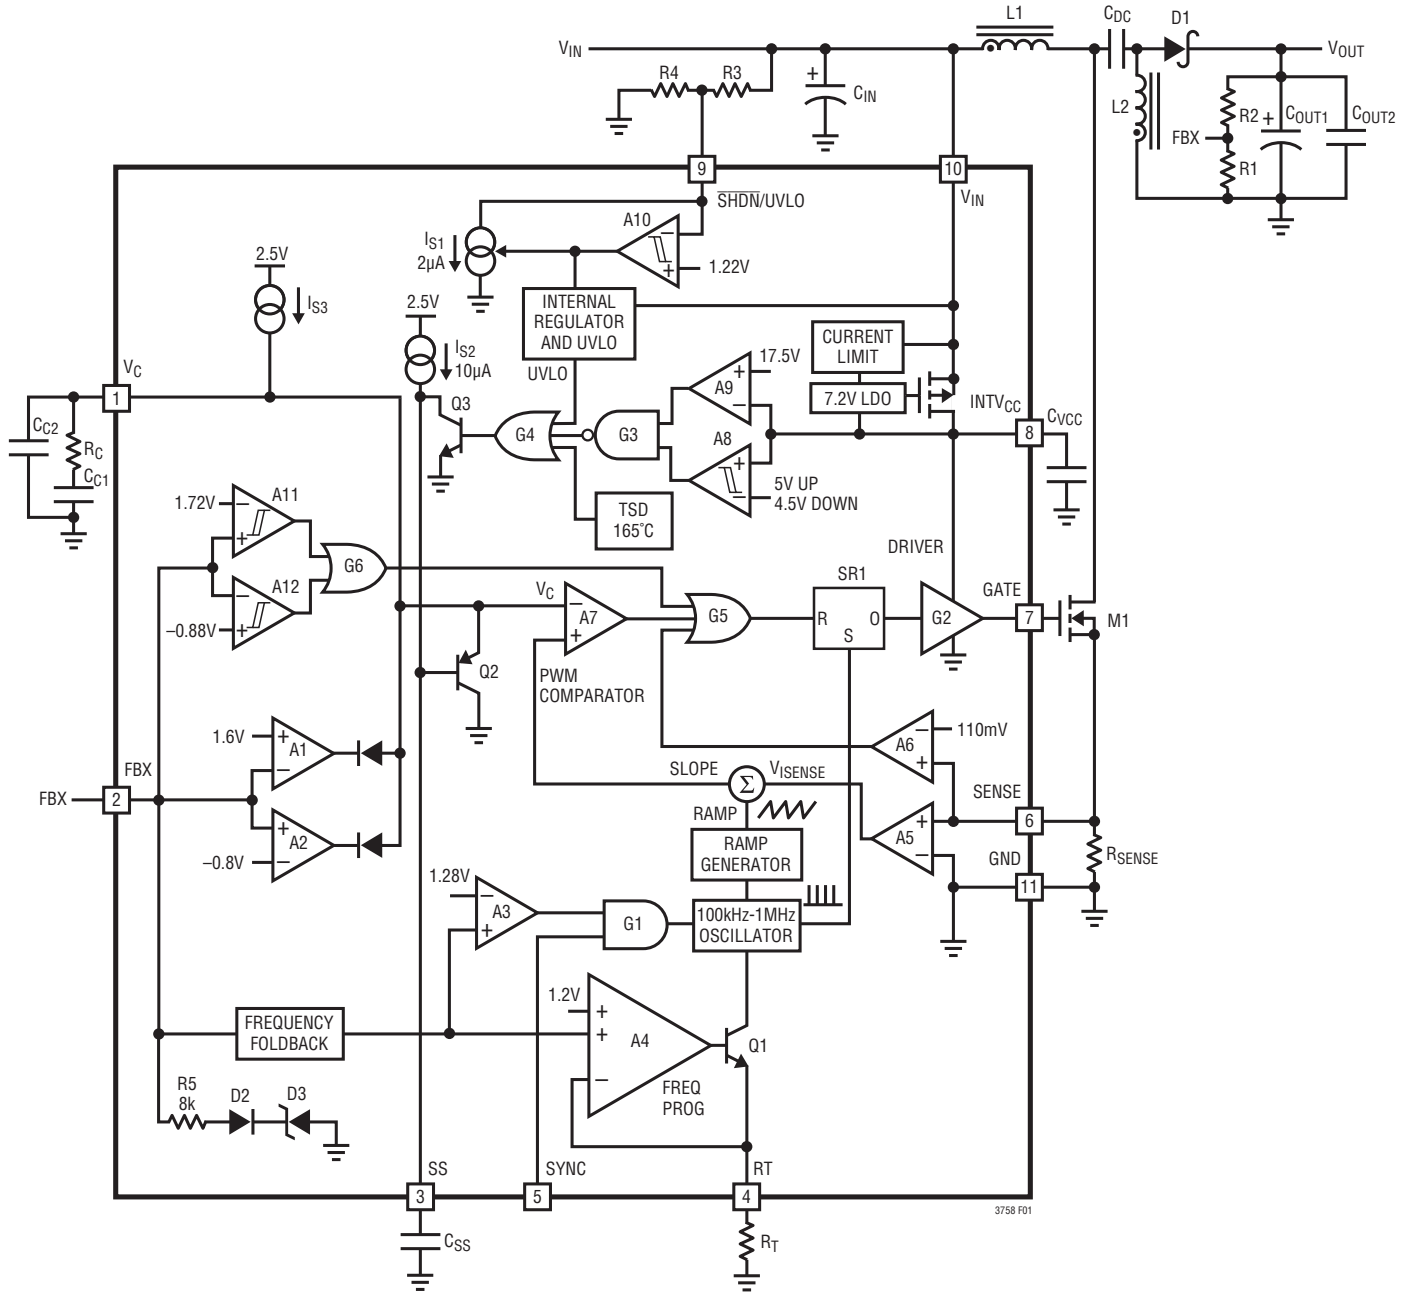 L1
CDC
D1
VIN
VOUT
R4
R3
CIN
L2
R2
COUT1
COUT2
FBX
R1
9
10
SHDN/UVLO
VIN
A10
IS1
2µA
1.22V
2.5V
IS3
2.5V
INTERNAL
REGULATOR
AND UVLO
CURRENT
LIMIT
17.5V
IS2
10µA
UVLO
A9
7.2V LDO
INTVCC
CVCC
VC
1
Q3
G4
G3
A8
8
CC2
RC
CC1
5V UP
4.5V DOWN
TSD
165˚C
1.72V
A11
G6
DRIVER
A12
–0.88V
VC
A7
G5
SR1
R
O
S
G2
GATE
7
M1
Q2
PWM
COMPARATOR
1.6V
A1
A6
110mV
FBX
SLOPE
Σ
VISENSE
SENSE
FBX
2
RAMP
6
A2
–0.8V
RAMP
GENERATOR
A5
GND
RSENSE
11
1.28V
A3
G1
100kHz-1MHz
OSCILLATOR
1.2V
FREQUENCY
FOLDBACK
A4
Q1
R5
8k
D2
D3
FREQ
PROG
SS
SYNC
RT
3
5
4
3758 F01
CSS
RT